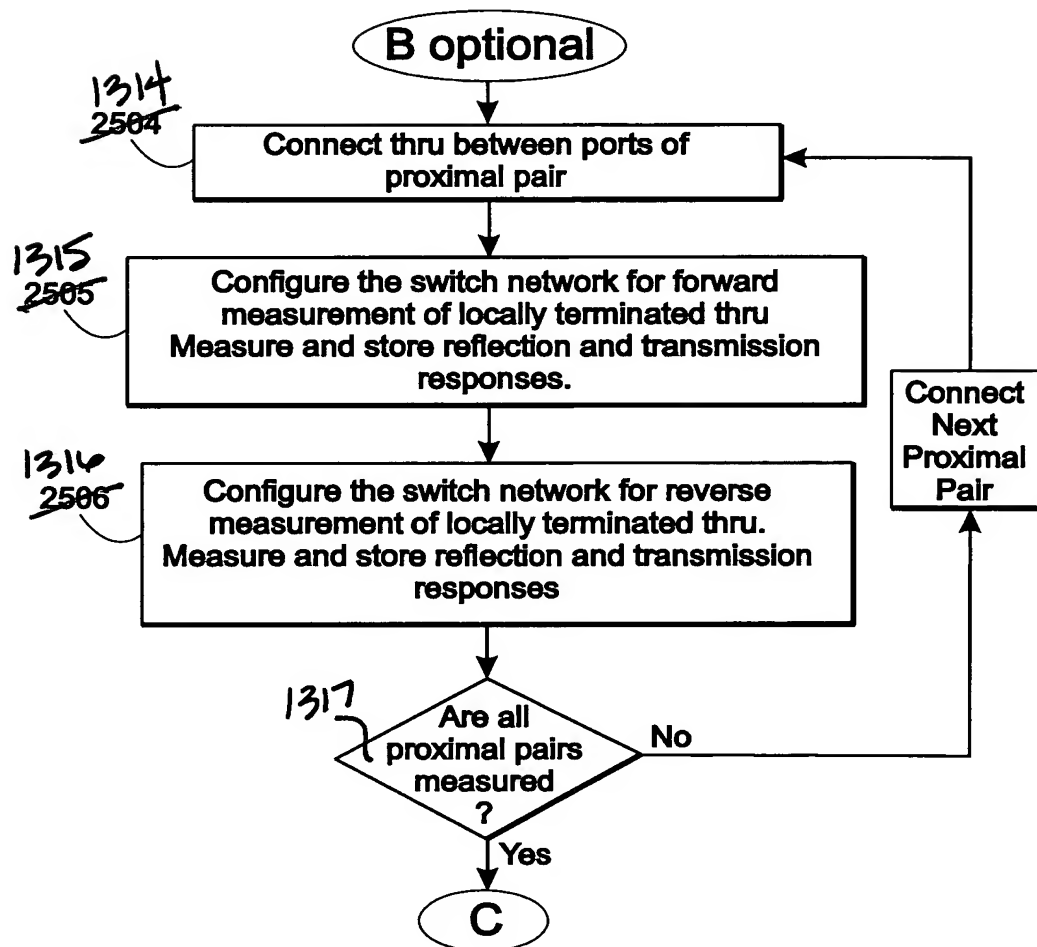 B optional
1314
2504
Connect thru between ports of
proximal pair
1315
2505
Configure the switch network for forward
measurement of locally terminated thru
Measure and store reflection and transmission
responses.
Connect
Next
Proximal
Pair
1316
2506
Configure the switch network for reverse
measurement of locally terminated thru.
Measure and store reflection and transmission
responses
1317
Are all
proximal pairs
measured
?
No
Yes
C